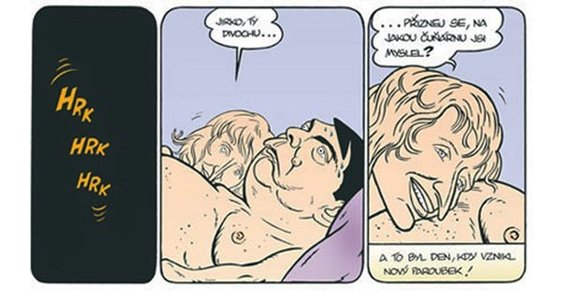 HRK
HRK
HRK
JIRKO, TÝ
DIVOCHU...
...PŘIZNEJ SE, NA
JAKOU ČUŇÁRNU JSI
MYSLEL?
A TO BYL DEN, KDY VZNIKL
NOVÝ PAROUBEK!